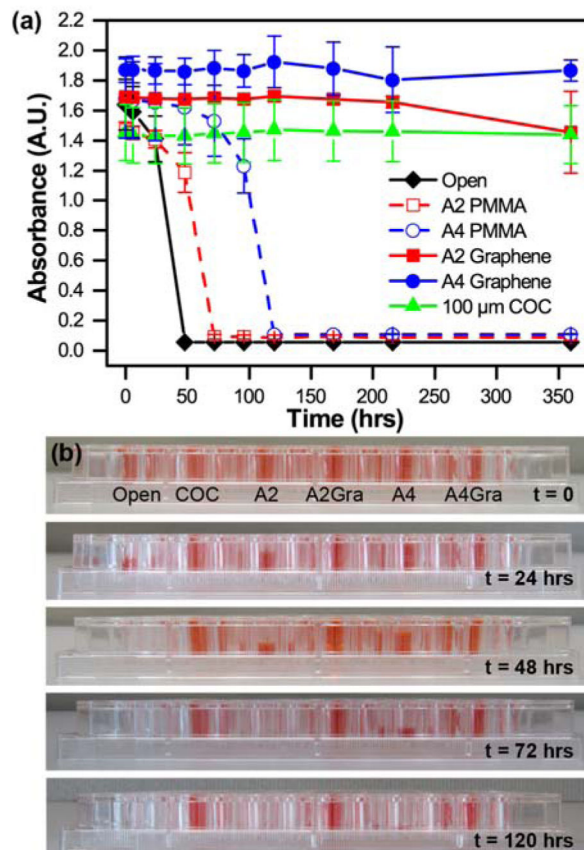 (a)
2.2
2.0
1.8
1.6
1.4
1.2
1.0
0.8
0.6
0.4
0.2
0.0
Absorbance (A.U.)
Open
A2 PMMA
A4 PMMA
A2 Graphene
A4 Graphene
100 µm COC
0 50 100 150 200 250 300 350
Time (hrs)
(b)
Open COC A2 A2Gra A4 A4Gra t = 0
t = 24 hrs
t = 48 hrs
t = 72 hrs
t = 120 hrs